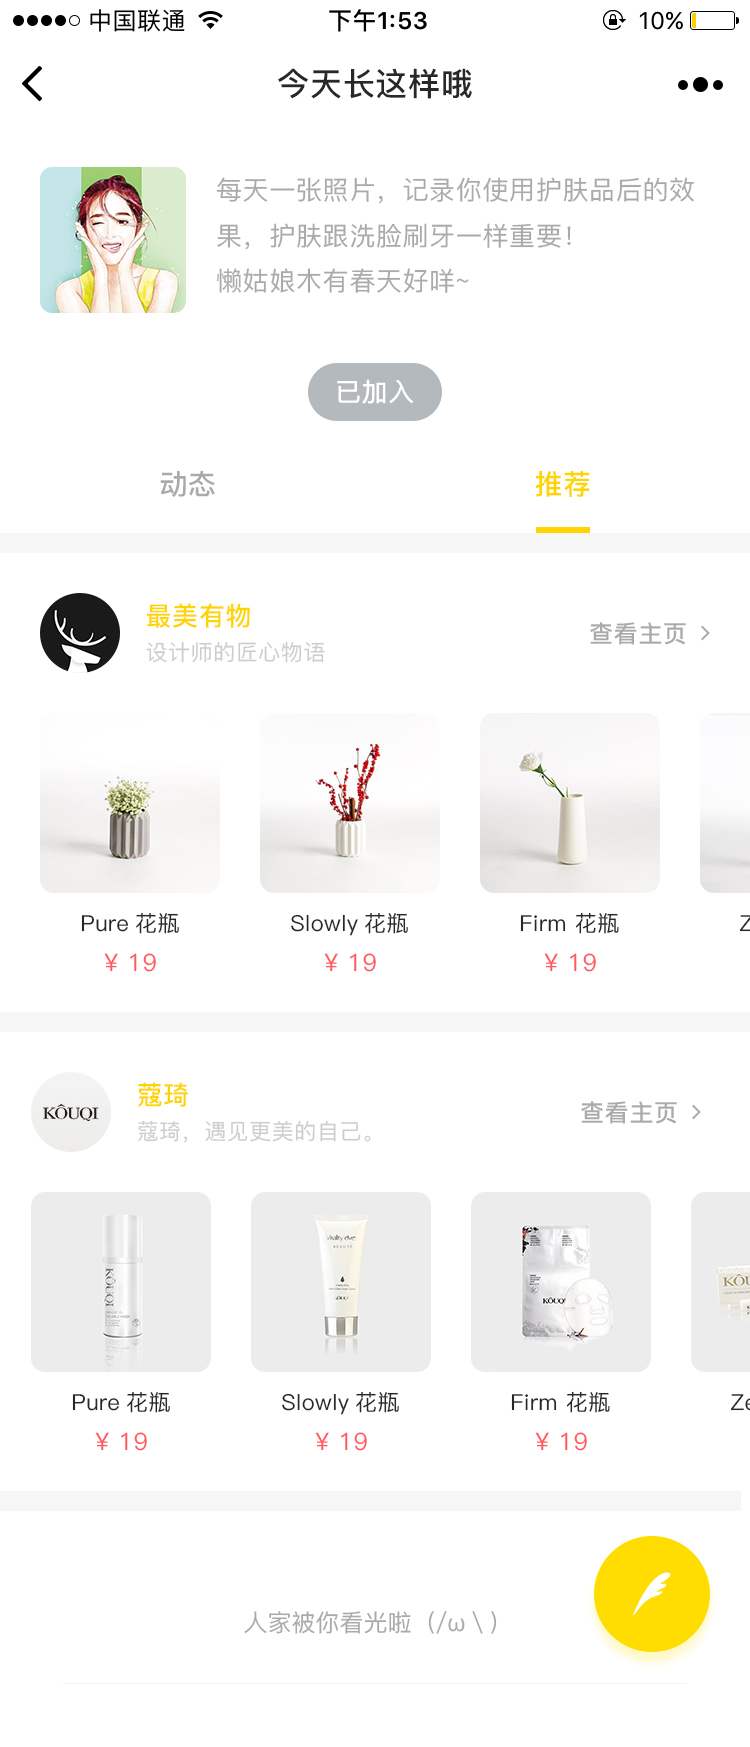 中国联通 下午1:53 10%
今天长这样哦
每天一张照片，记录你使用护肤品后的效
果，护肤跟洗脸刷牙一样重要！
懒姑娘木有春天好咩~
已加入
动态 推荐
最美有物
设计师的匠心物语
查看主页
Pure 花瓶 Slowly 花瓶 Firm 花瓶
¥ 19 ¥ 19 ¥ 19
KÔUQI
蔻琦
蔻琦，遇见更美的自己。
查看主页
KÔUQI
BEAUTE
KÔUQI
Pure 花瓶 Slowly 花瓶 Firm 花瓶
¥ 19 ¥ 19 ¥ 19
人家被你看光啦（/ω＼）